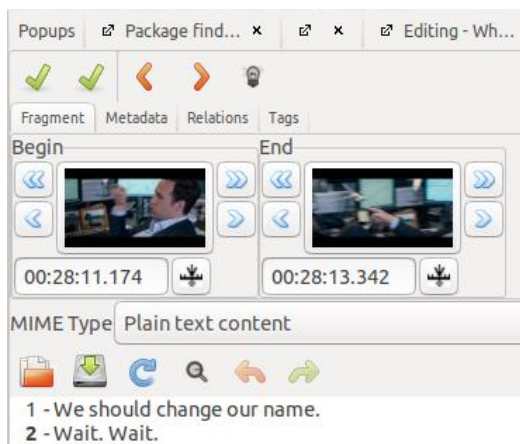 Popups Package find... × × Editing - Wh...
Fragment Metadata Relations Tags
Begin End
00:28:11.174 00:28:13.342
MIME Type Plain text content
1 - We should change our name.
2 - Wait. Wait.